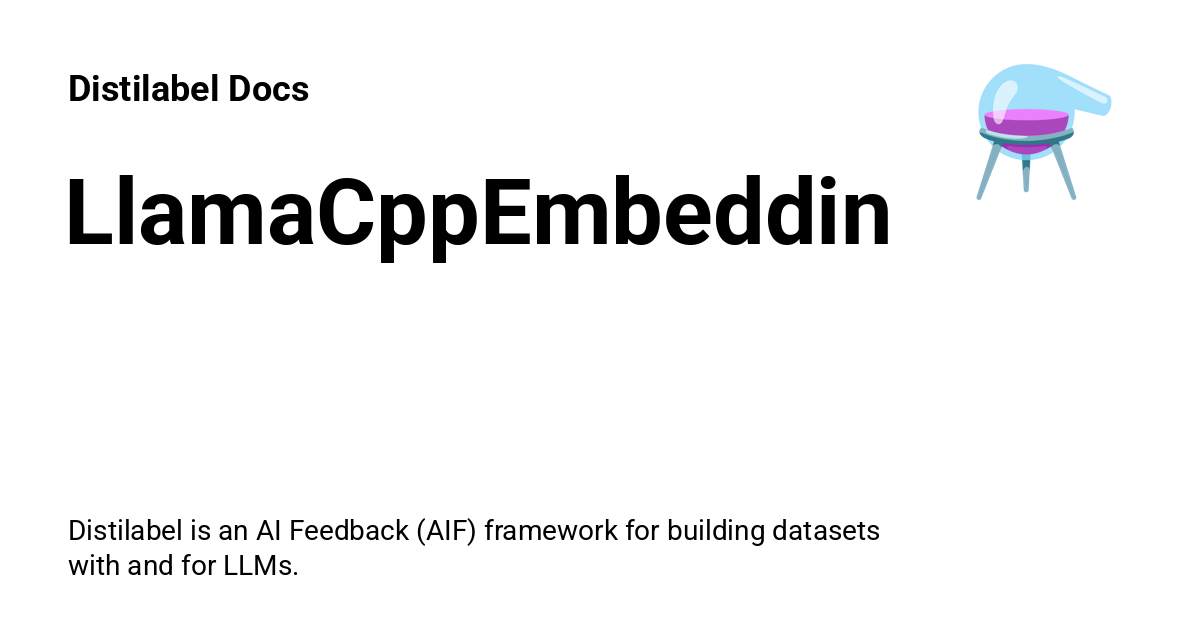 Distilabel Docs
LlamaCppEmbeddin
Distilabel is an AI Feedback (AIF) framework for building datasets
with and for LLMs.